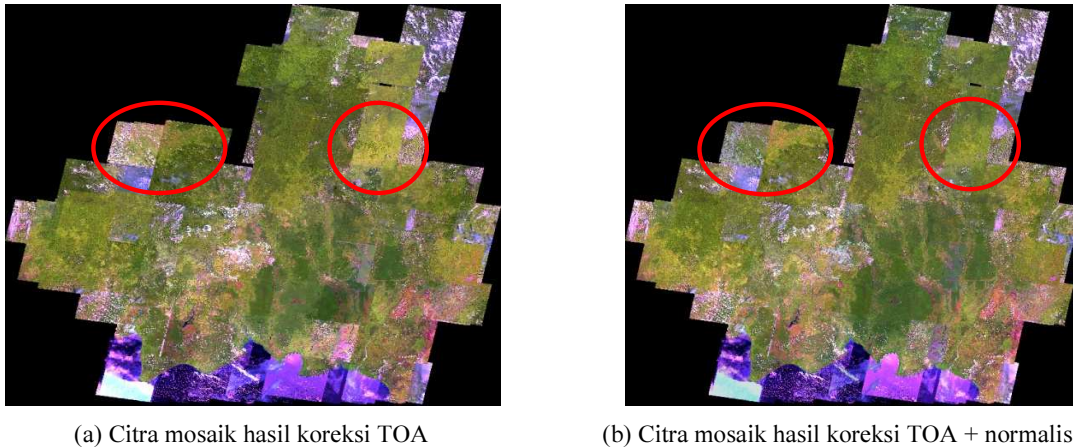 (a) Citra mosaik hasil koreksi TOA
(b) Citra mosaik hasil koreksi TOA + normalis